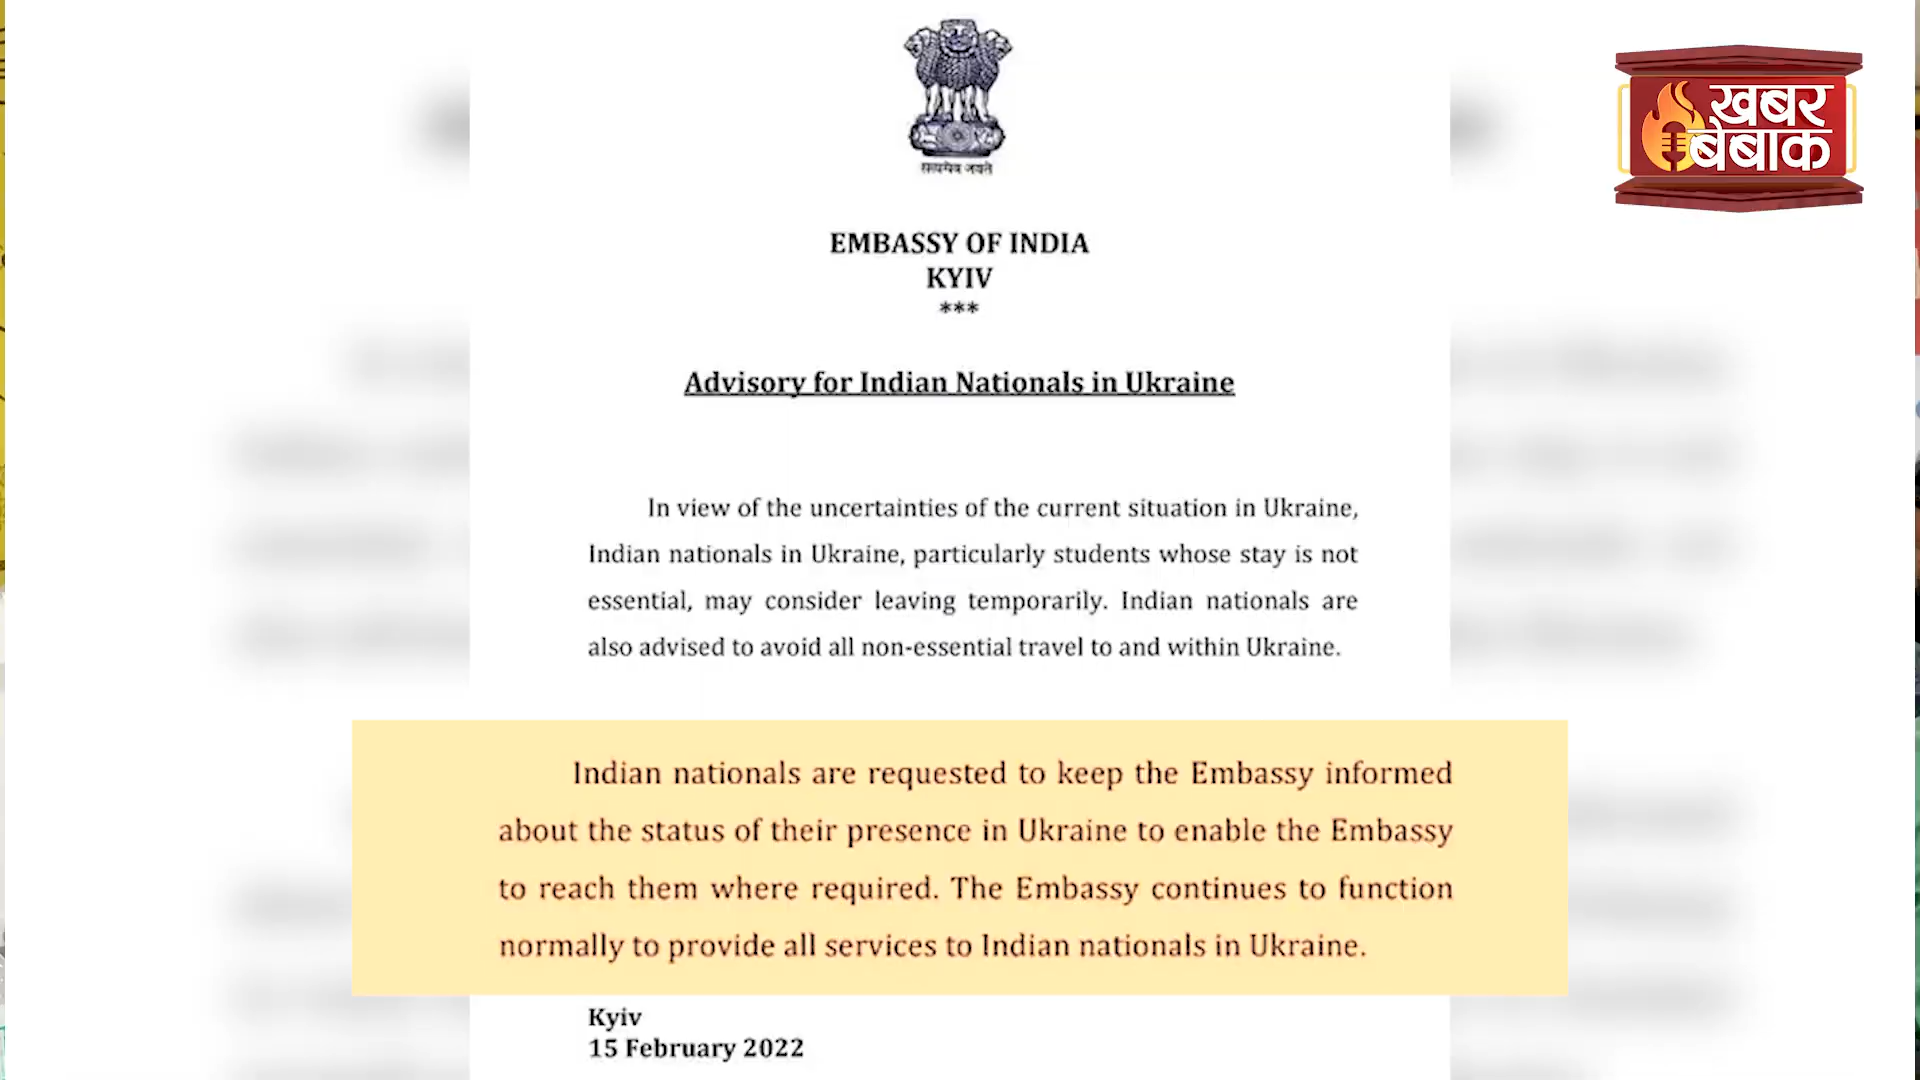 सत्यमेव जयते
खबर
बेबाक
EMBASSY OF INDIA
KYIV
***
Advisory for Indian Nationals in Ukraine
In view of the uncertainties of the current situation in Ukraine,
Indian nationals in Ukraine, particularly students whose stay is not
essential, may consider leaving temporarily. Indian nationals are
also advised to avoid all non-essential travel to and within Ukraine.
Indian nationals are requested to keep the Embassy informed
about the status of their presence in Ukraine to enable the Embassy
to reach them where required. The Embassy continues to function
normally to provide all services to Indian nationals in Ukraine.
Kyiv
15 February 2022